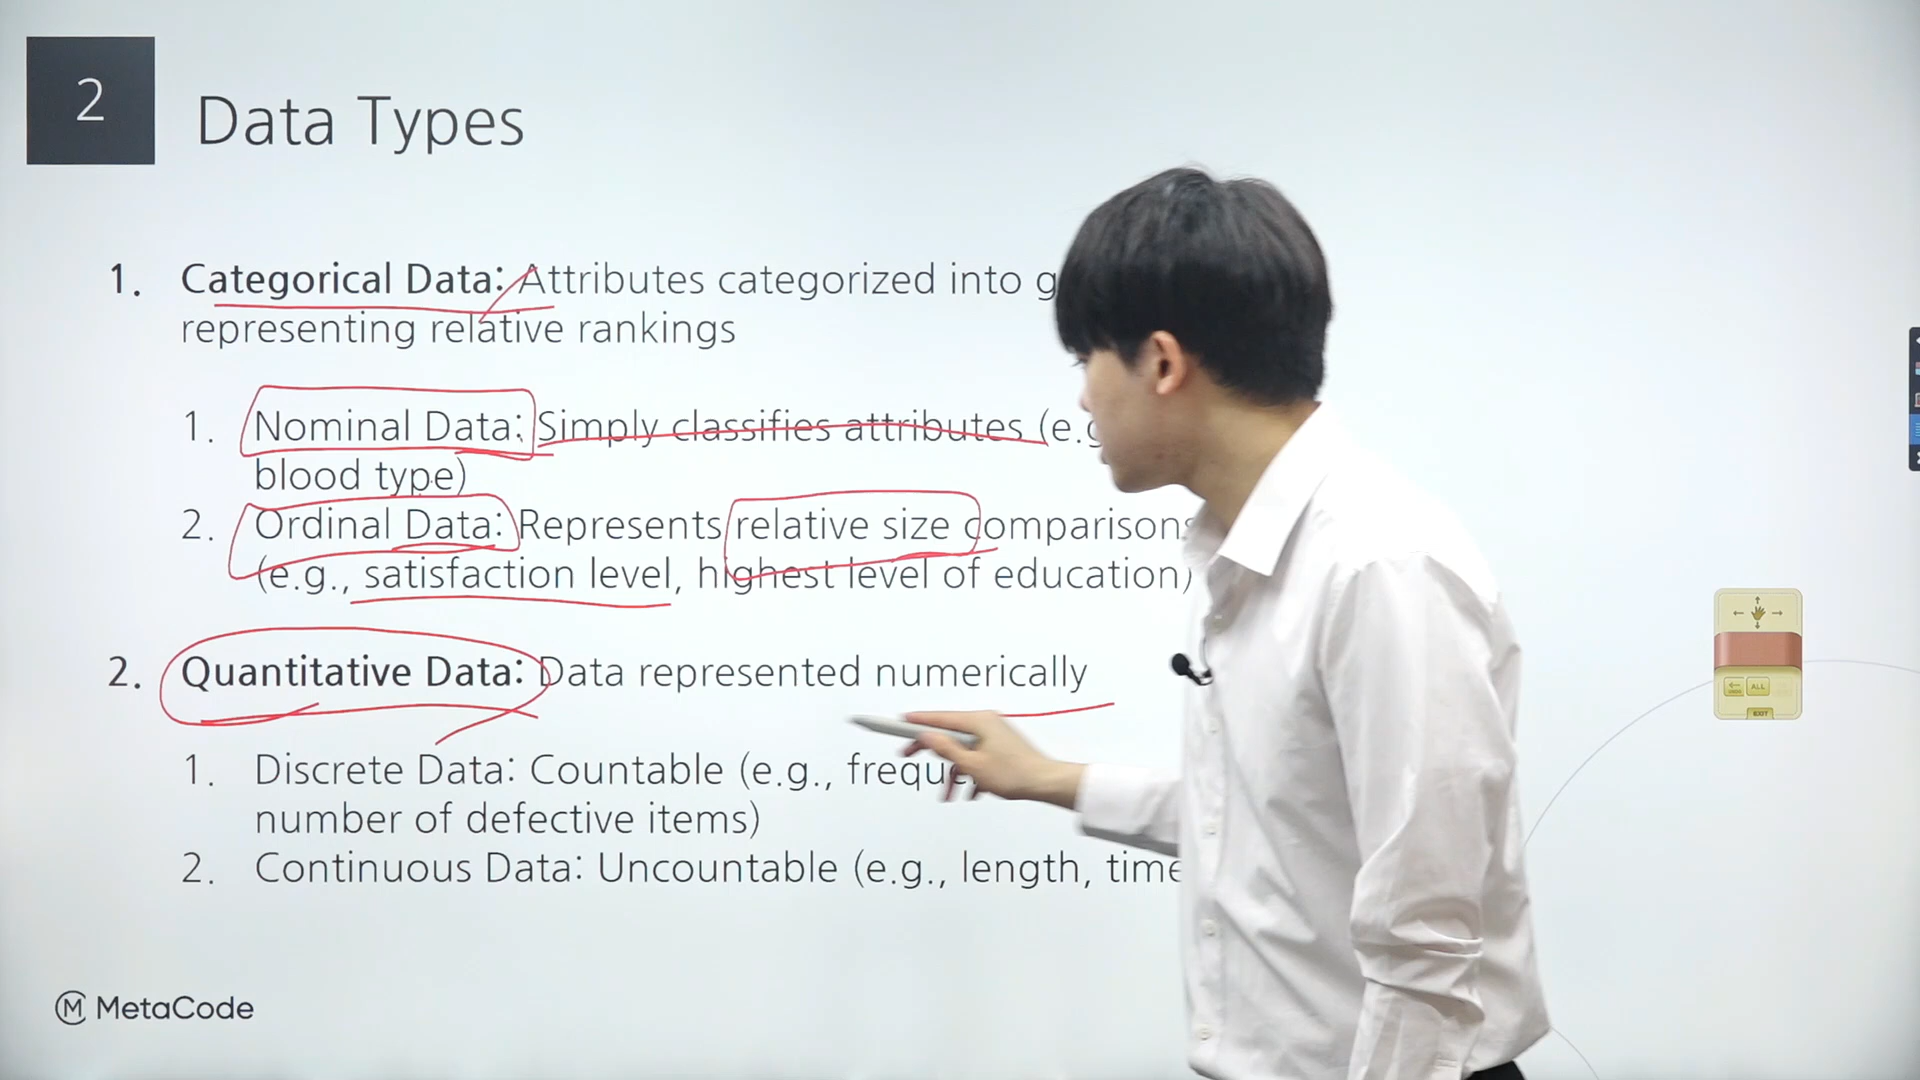 2
Data Types
1. Categorical Data: Attributes categorized into
representing relative rankings
1. Nominal Data: Simply classifies attributes
blood type)
2. Ordinal Data: Represents relative size comparisons
(e.g., satisfaction level, highest level of education)
2. Quantitative Data: Data represented numerically
1. Discrete Data: Countable (e.g.,
number of defective items)
2. Continuous Data: Uncountable (e.g., length, time
ALL
EXIT
MetaCode